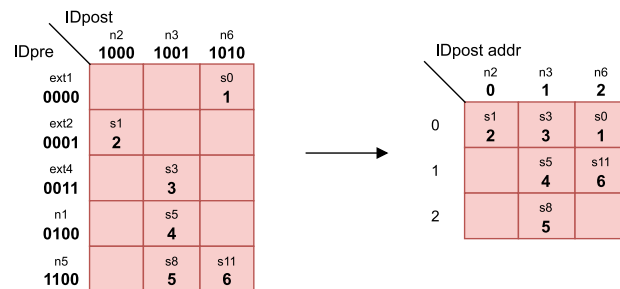 IDpost
IDpre
n2 n3 n6
1000 1001 1010
ext1
0000
s0
1
ext2
0001
s1
2
ext4
0011
s3
3
n1
0100
s5
4
n5
1100
s8 s11
5 6
IDpost addr
n2 n3 n6
0 1 2
0
s1 s3 s0
2 3 1
1
s5 s11
4 6
2
s8
5